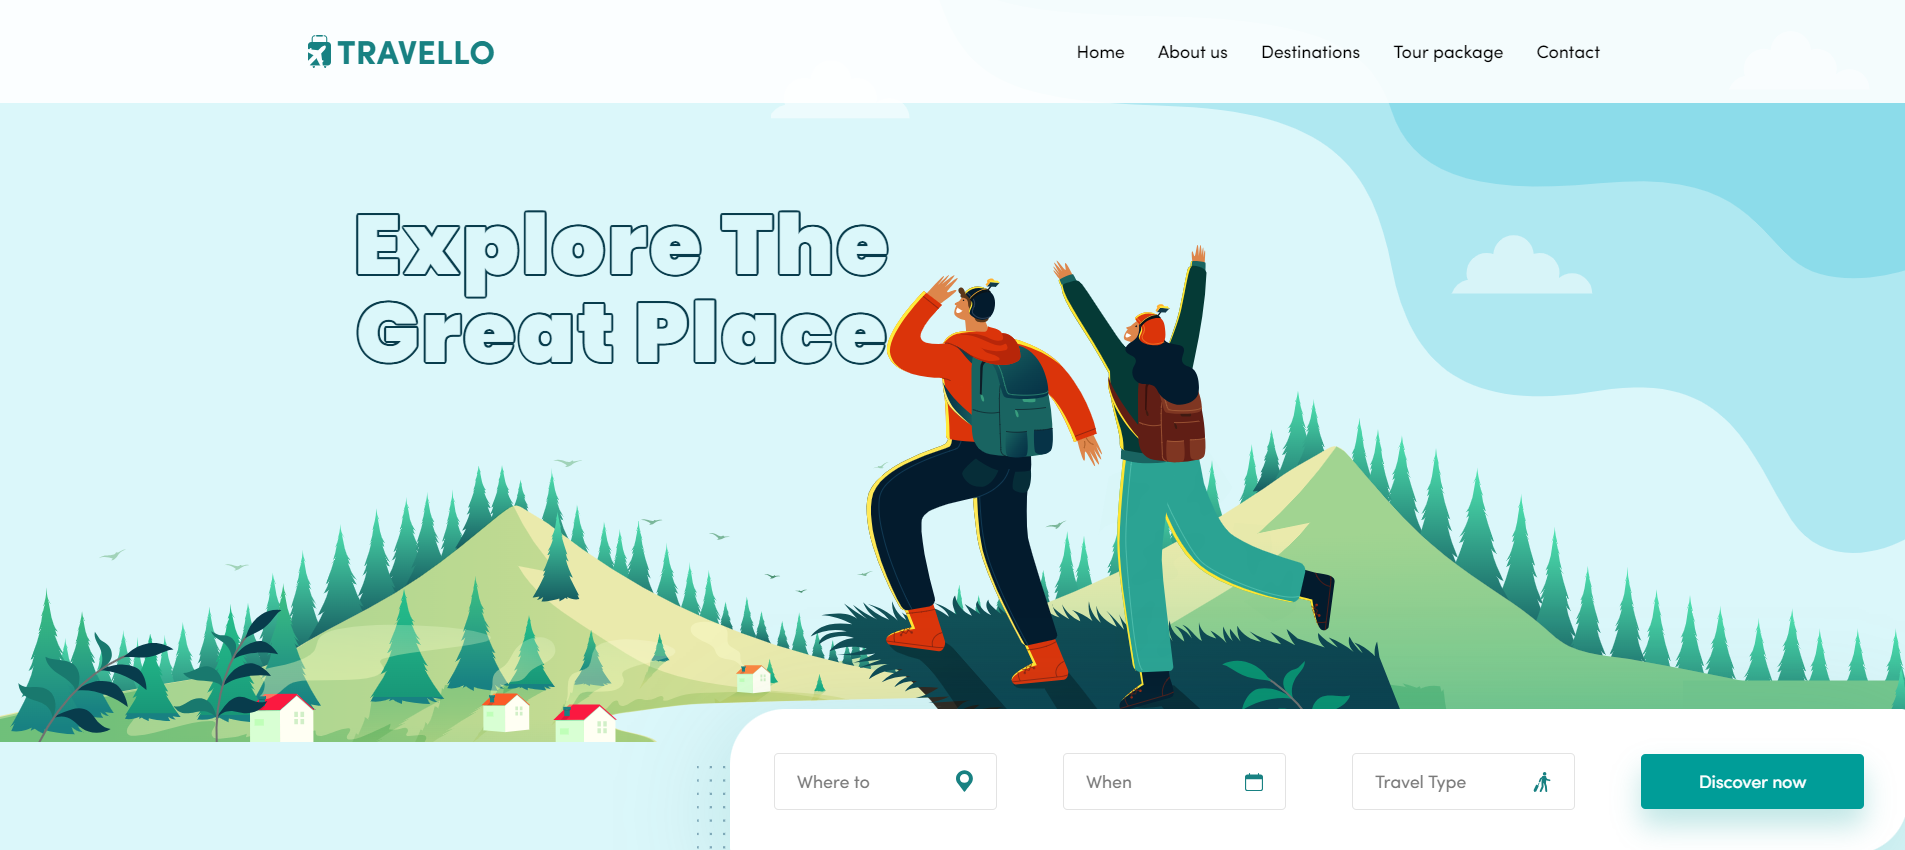 TRAVELLO
Home About us Destinations Tour package Contact
Explore The
Great Place
Where to When Travel Type Discover now